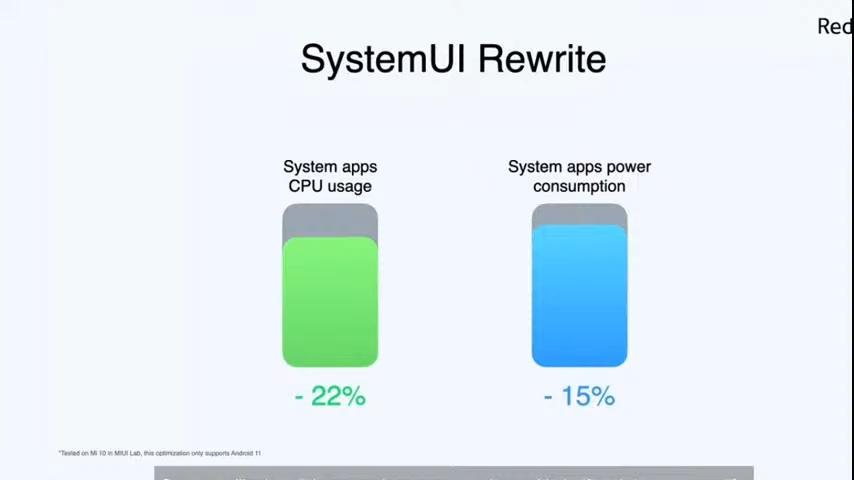 Red
SystemUI Rewrite
System apps
CPU usage
System apps power
consumption
- 22%
- 15%
*Tested on Mi 10 in MIUI Lab, this optimization only supports Android 11